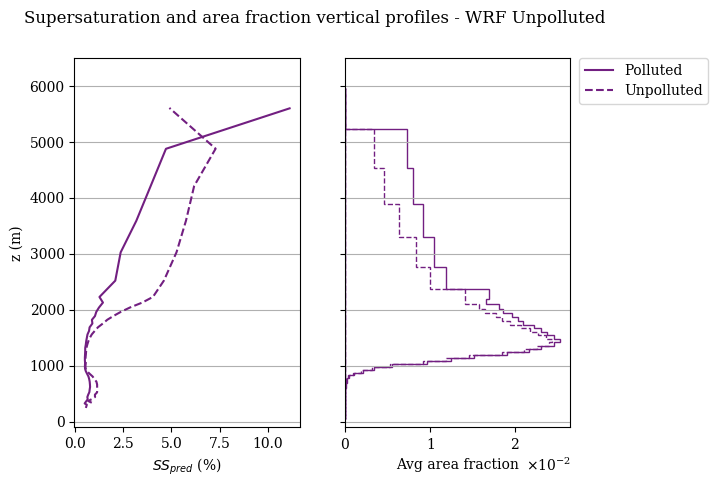 Supersaturation and area fraction vertical profiles - WRF Unpolluted
Polluted
Unpolluted
z (m)
6000
5000
4000
3000
2000
1000
0
0.0 2.5 5.0 7.5 10.0
SS_pred (%)
0 1 2
Avg area fraction ×10⁻²